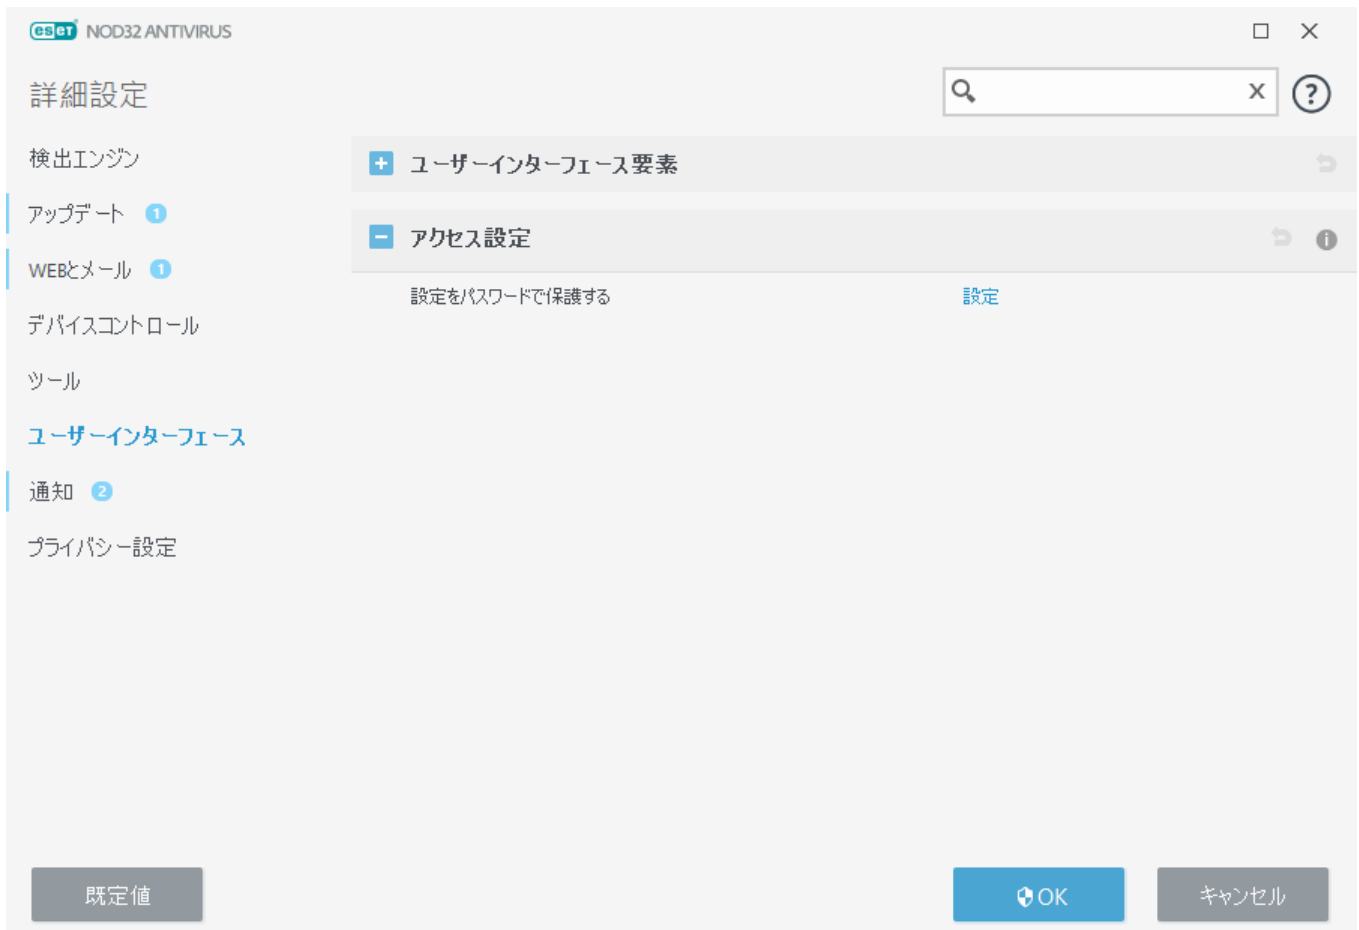 eset NOD32 ANTIVIRUS
詳細設定
検出エンジン
アップデート 1
WEBとメール 1
デバイスコントロール
ツール
ユーザーインターフェース
通知 2
プライバシー設定
ユーザーインターフェース要素
アクセス設定
設定をパスワードで保護する 設定
既定値
OK
キャンセル